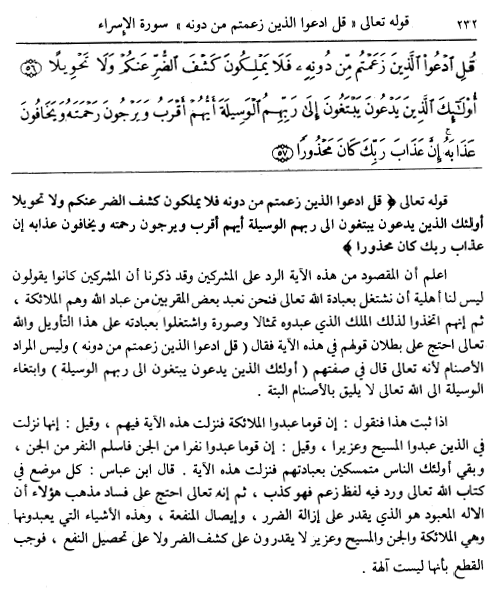 ٢٣٢ قوله تعالى « قل ادعوا الذين زعمتم من دونه » سورة الإسراء
قُلِ ٱدْعُوا۟ ٱلَّذِينَ زَعَمْتُم مِّن دُونِهِۦ فَلَا يَمْلِكُونَ كَشْفَ ٱلضُّرِّ عَنكُمْ وَلَا تَحْوِيلًا ﴿٥٦﴾
أُو۟لَـٰٓئِكَ ٱلَّذِينَ يَدْعُونَ يَبْتَغُونَ إِلَىٰ رَبِّهِمُ ٱلْوَسِيلَةَ أَيُّهُمْ أَقْرَبُ وَيَرْجُونَ رَحْمَتَهُۥ وَيَخَافُونَ
عَذَابَهُۥٓ إِنَّ عَذَابَ رَبِّكَ كَانَ مَحْذُورًا ﴿٥٧﴾
قوله تعالى ﴿ قل ادعوا الذين زعمتم من دونه فلا يملكون كشف الضر عنكم ولا تحويلا
أولئك الذين يدعون يبتغون الى ربهم الوسيلة أيهم أقرب ويرجون رحمته ويخافون عذابه إن
عذاب ربك كان محذورا ﴾
اعلم أن المقصود من هذه الآية الرد على المشركين وقد ذكرنا أن المشركين كانوا يقولون
ليس لنا أهلية أن نشتغل بعبادة الله تعالى فنحن نعبد بعض المقربين من عباد الله وهم الملائكة ،
ثم إنهم اتخذوا لذلك الملك الذي عبدوه تمثالا وصورة واشتغلوا بعبادته على هذا التأويل والله
تعالى احتج على بطلان قولهم في هذه الآية فقال ( قل ادعوا الذين زعمتم من دونه ) وليس المراد
الأصنام لأنه تعالى قال في صفتهم ( أولئك الذين يدعون يبتغون الى ربهم الوسيلة ) وابتغاء
الوسيلة الى الله تعالى لا يليق بالأصنام البتة .
اذا ثبت هذا فنقول : إن قوما عبدوا الملائكة فنزلت هذه الآية فيهم ، وقيل : إنها نزلت
في الذين عبدوا المسيح وعزيرا ، وقيل : إن قوما عبدوا نفرا من الجن فاسلم النفر من الجن ،
وبقي أولئك الناس متمسكين بعبادتهم فنزلت هذه الآية . قال ابن عباس : كل موضع في
كتاب الله تعالى ورد فيه لفظ زعم فهو كذب ، ثم إنه تعالى احتج على فساد مذهب هؤلاء أن
الاله المعبود هو الذي يقدر على إزالة الضرر ، وإيصال المنفعة ، وهذه الأشياء التي يعبدونها
وهي الملائكة والجن والمسيح وعزير لا يقدرون على كشف الضر ولا على تحصيل النفع ، فوجب
القطع بأنها ليست آلهة .